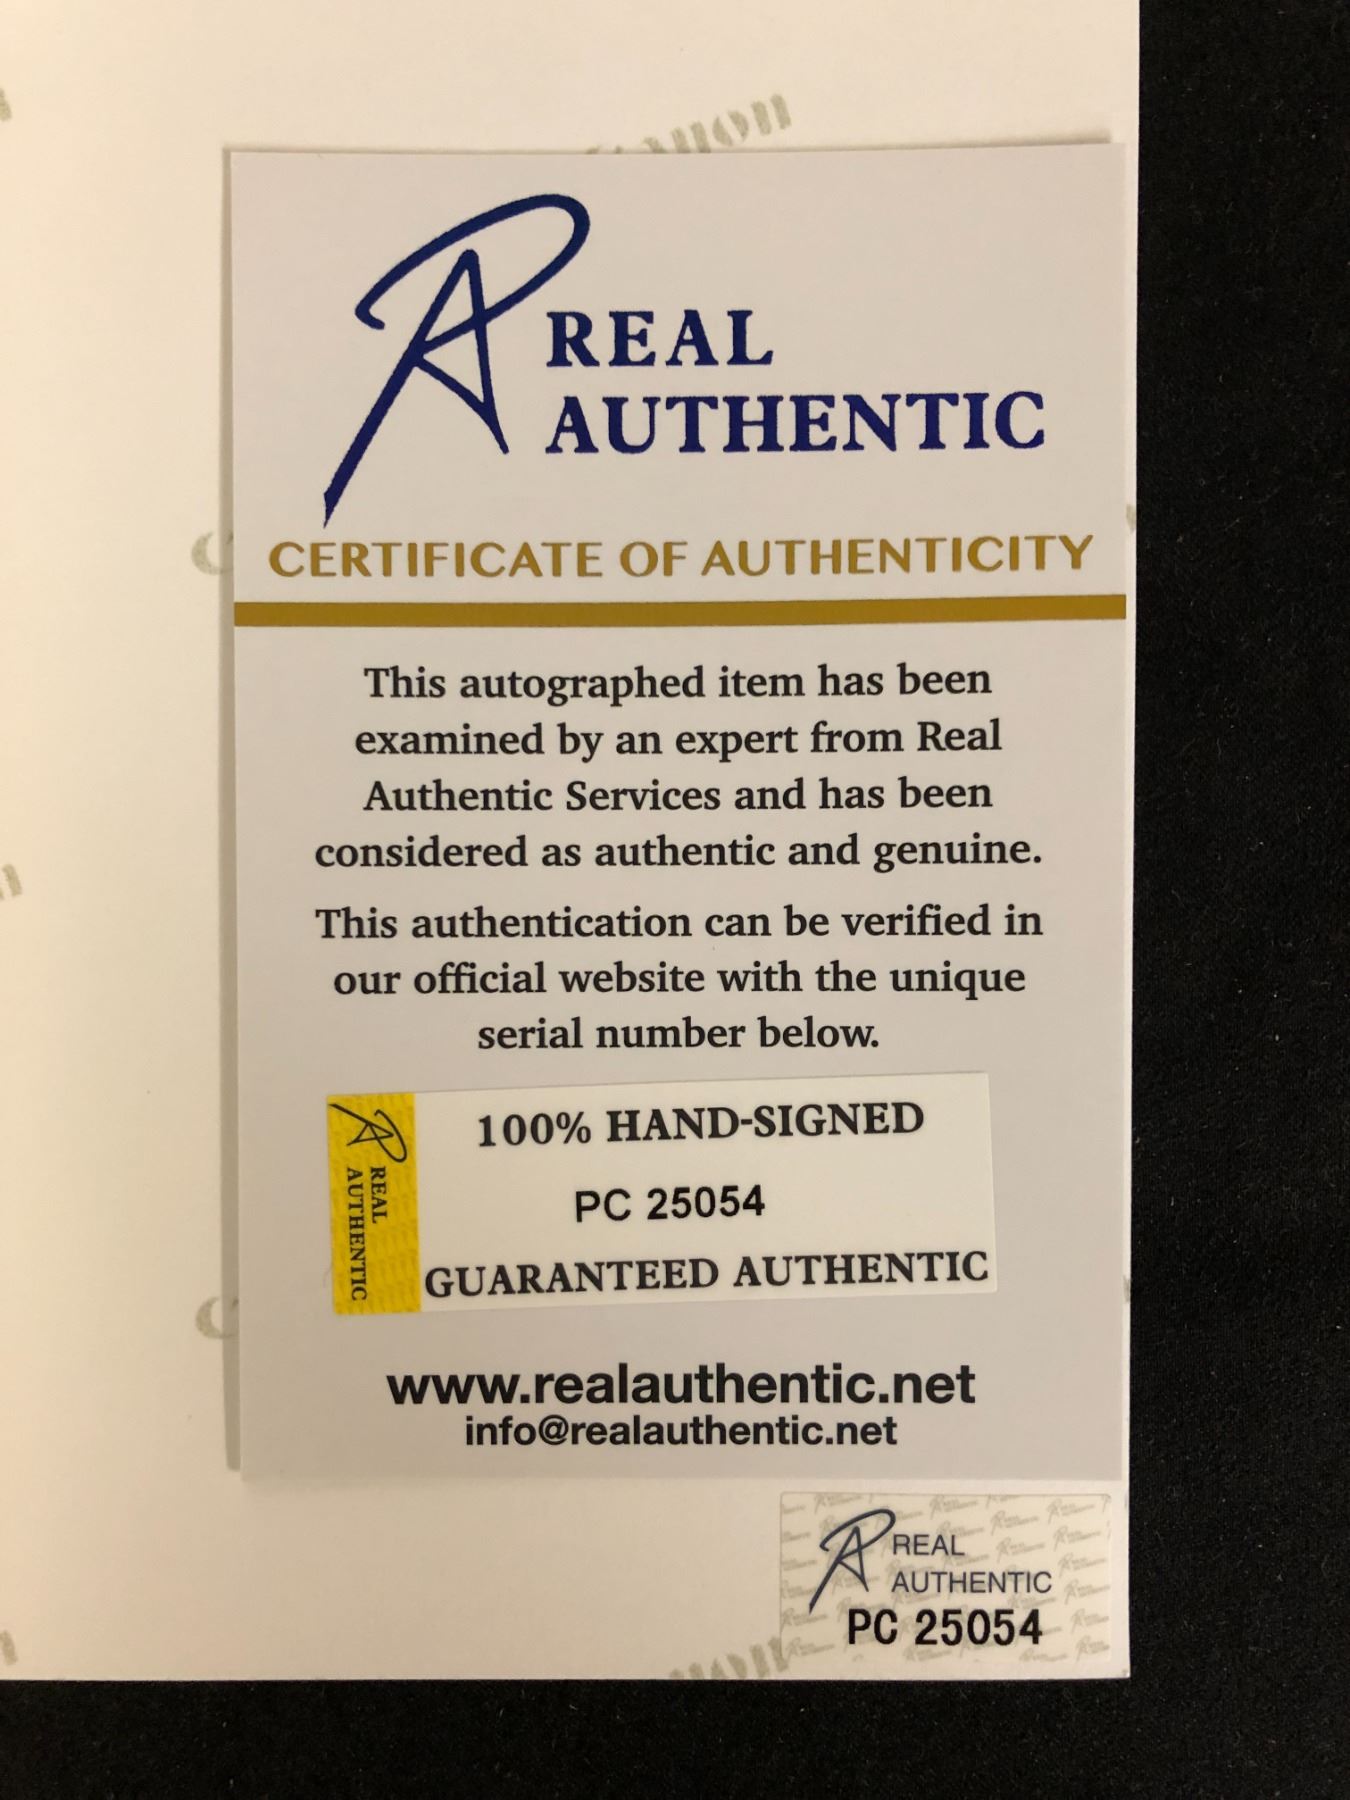 Canon
REAL
AUTHENTIC
CERTIFICATE OF AUTHENTICITY
This autographed item has been
examined by an expert from Real
Authentic Services and has been
considered as authentic and genuine.
This authentication can be verified in
our official website with the unique
serial number below.
REAL
AUTHENTIC
100% HAND-SIGNED
PC 25054
GUARANTEED AUTHENTIC
www.realauthentic.net
info@realauthentic.net
REAL
AUTHENTIC
PC 25054